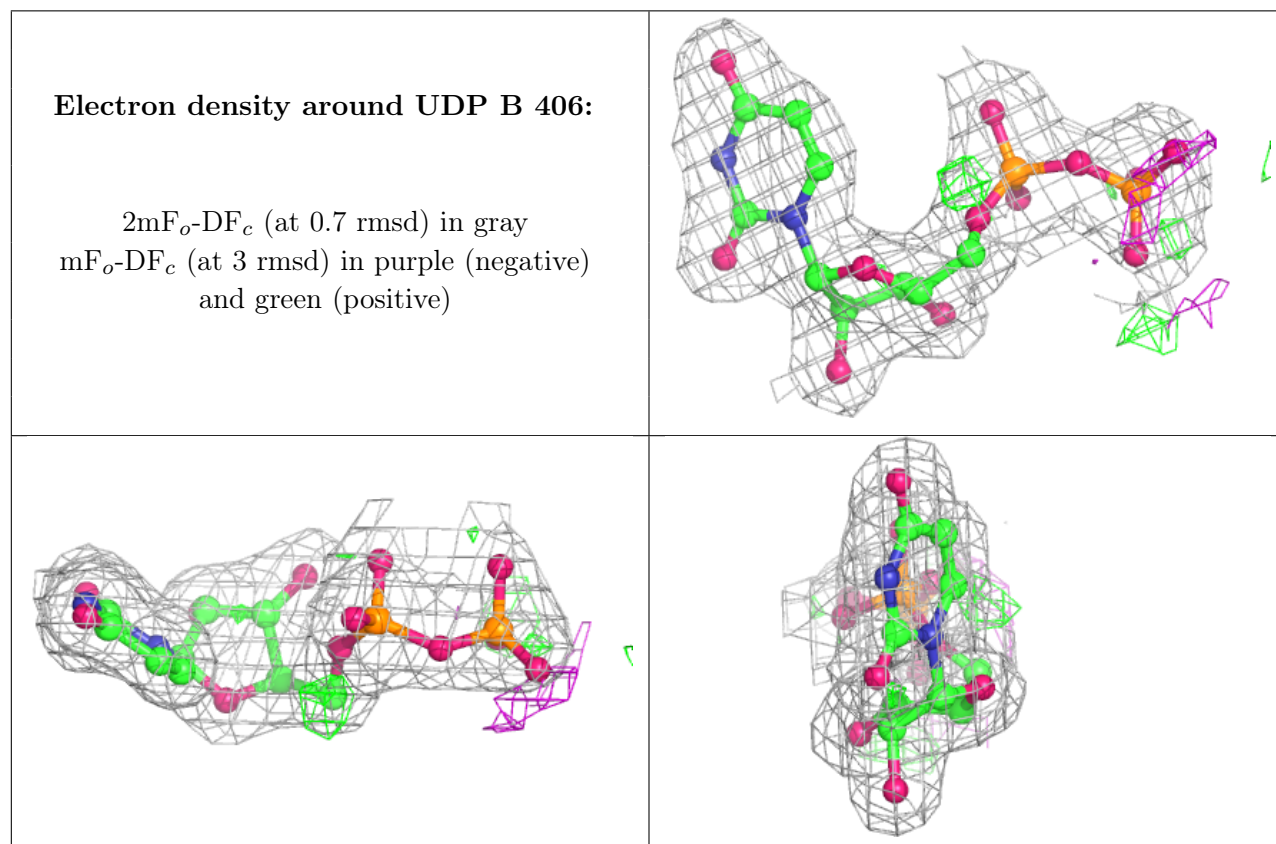 Electron density around UDP B 406:
2mFo-DFc (at 0.7 rmsd) in gray
mFo-DFc (at 3 rmsd) in purple (negative)
and green (positive)